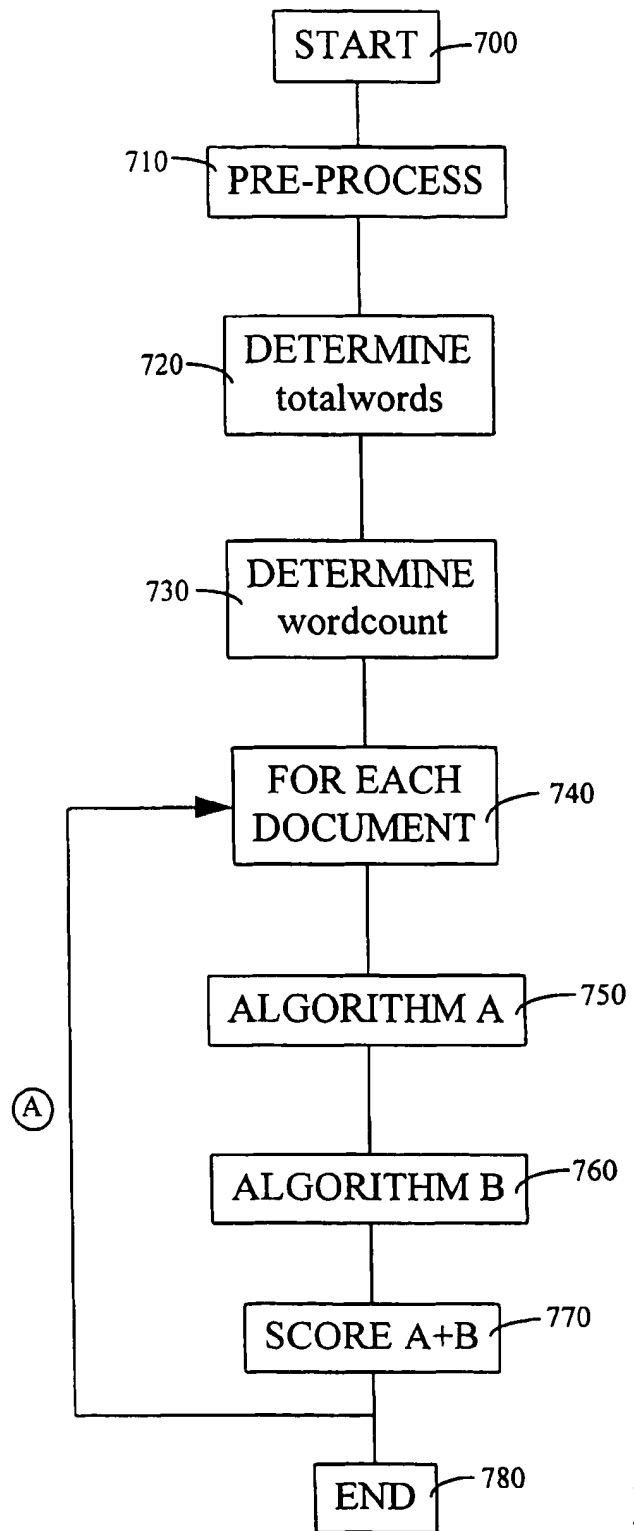 START
700
710
PRE-PROCESS
720
DETERMINE
totalwords
730
DETERMINE
wordcount
FOR EACH
DOCUMENT
740
ALGORITHM A
750
A
ALGORITHM B
760
SCORE A+B
770
END
780